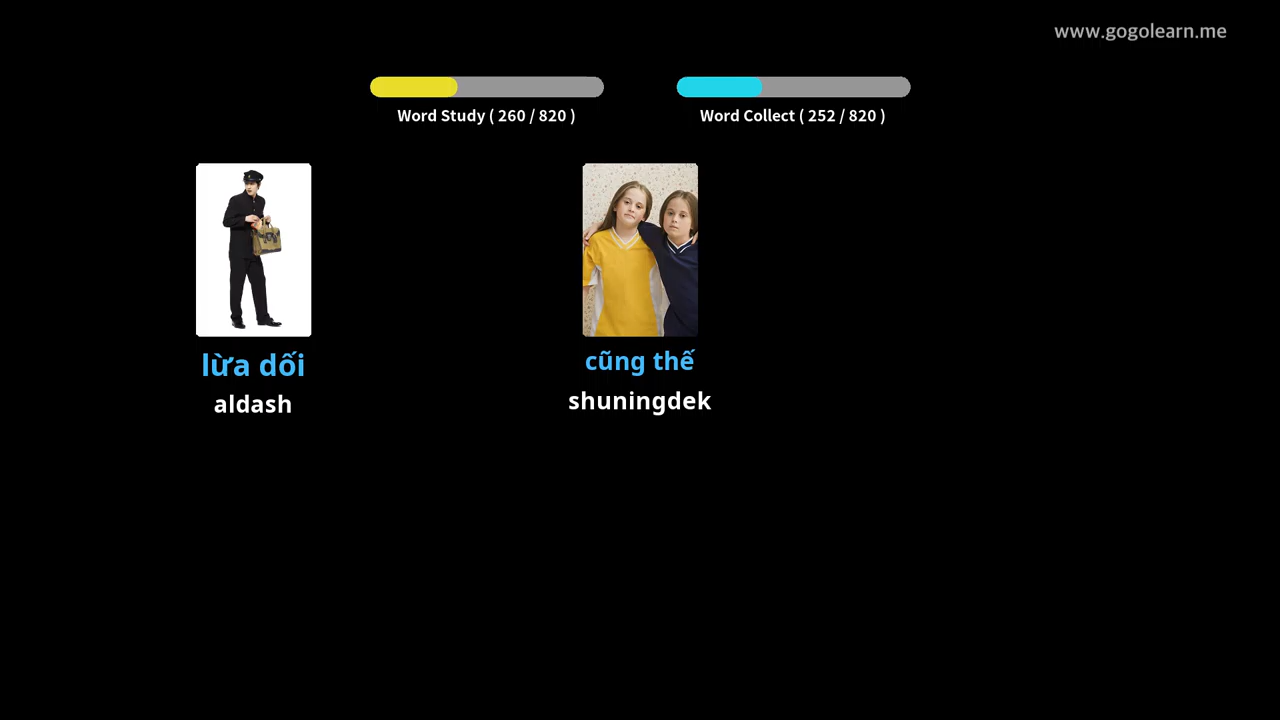 www.gogolearn.me
Word Study ( 260 / 820 )
Word Collect ( 252 / 820 )
lừa dối
aldash
cũng thế
shuningdek